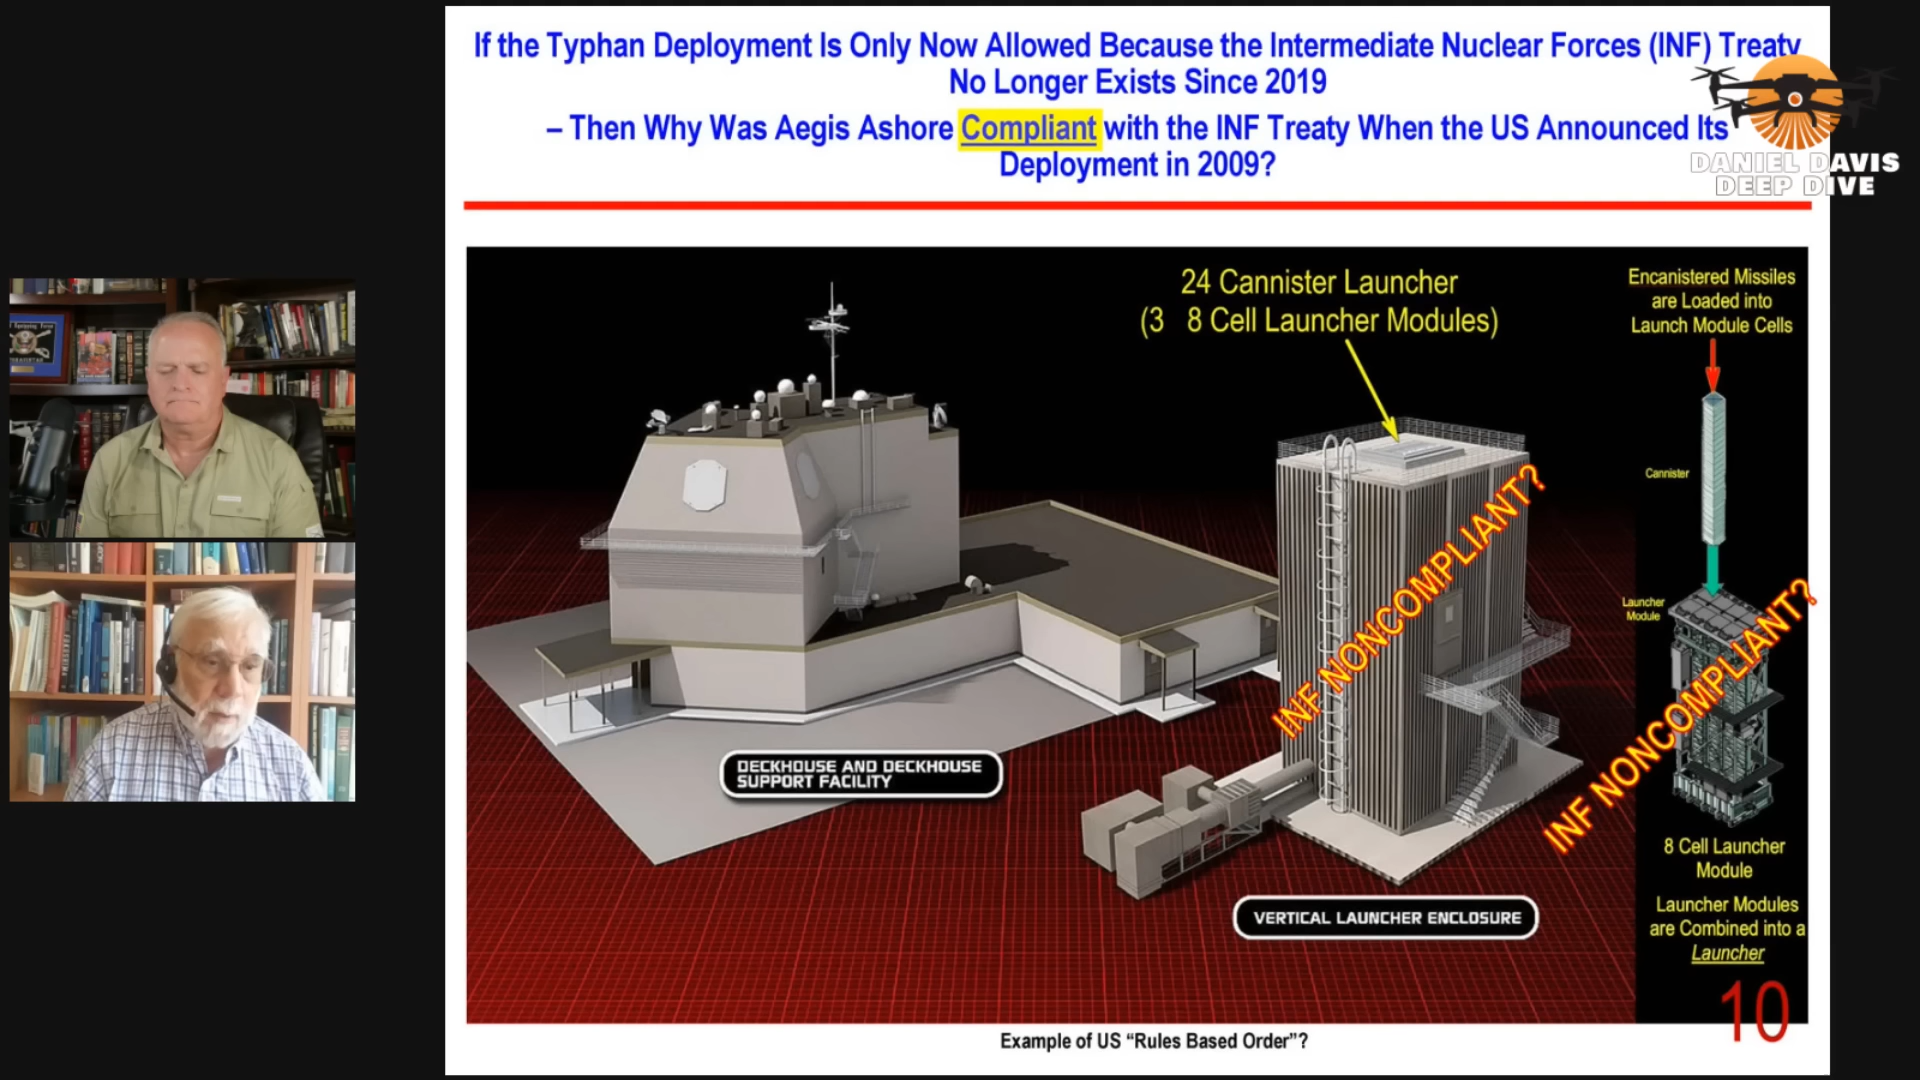 If the Typhan Deployment Is Only Now Allowed Because the Intermediate Nuclear Forces (INF) Treaty
No Longer Exists Since 2019
– Then Why Was Aegis Ashore Compliant with the INF Treaty When the US Announced Its
Deployment in 2009?
DANIEL DAVIS
DEEP DIVE
24 Cannister Launcher
(3 8 Cell Launcher Modules)
Encanistered Missiles
are Loaded into
Launch Module Cells
Cannister
Launcher
Module
INF NONCOMPLIANT?
INF NONCOMPLIANT?
DECKHOUSE AND DECKHOUSE
SUPPORT FACILITY
VERTICAL LAUNCHER ENCLOSURE
8 Cell Launcher
Module
Launcher Modules
are Combined into a
Launcher
10
Example of US “Rules Based Order”?